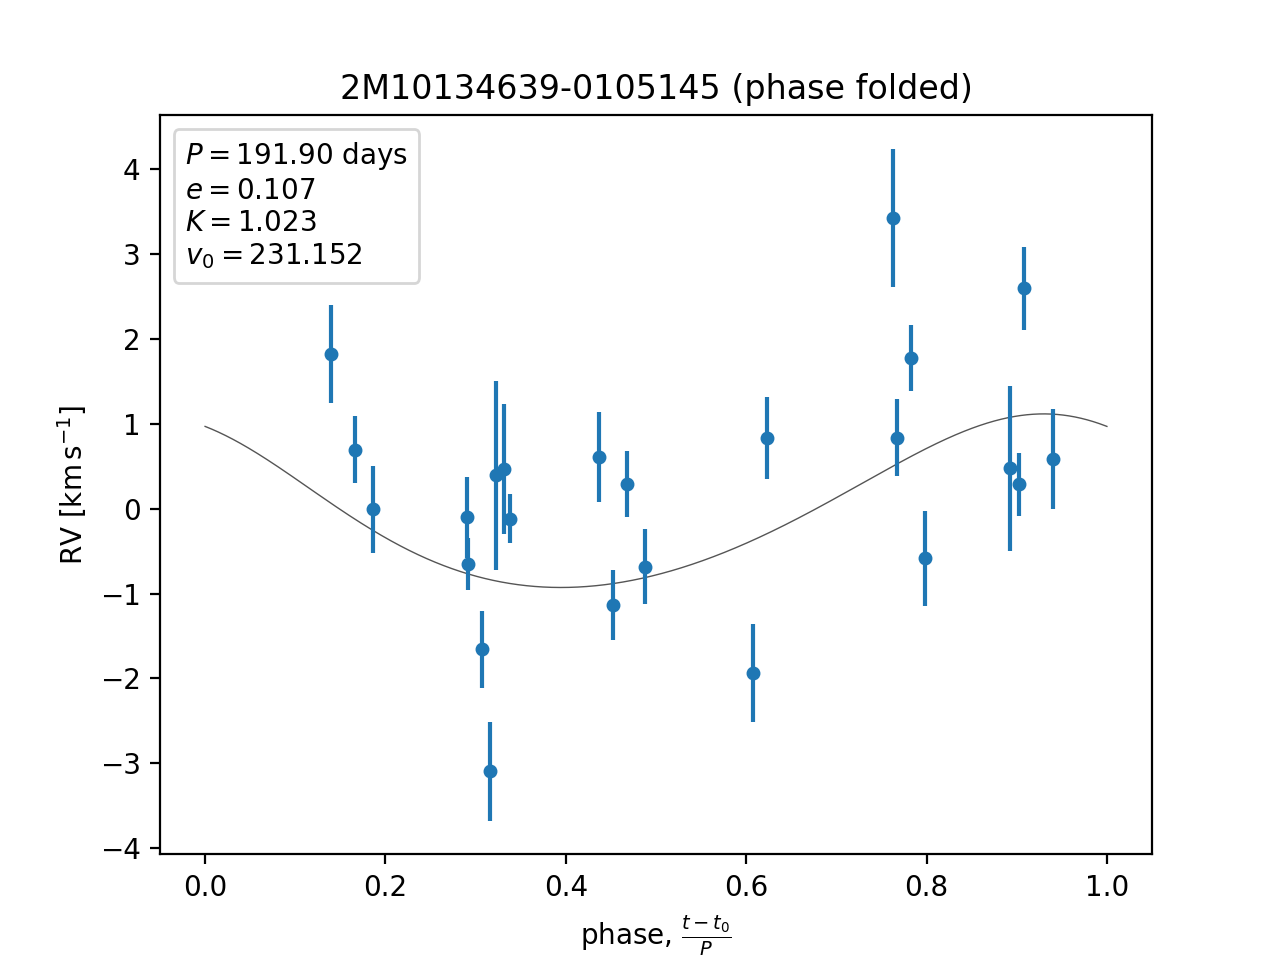 2M10134639-0105145 (phase folded)
P = 191.90 days
e = 0.107
K = 1.023
v₀ = 231.152
RV [km s⁻¹]
4
3
2
1
0
−1
−2
−3
−4
0.0 0.2 0.4 0.6 0.8 1.0
phase, (t − t₀)/P